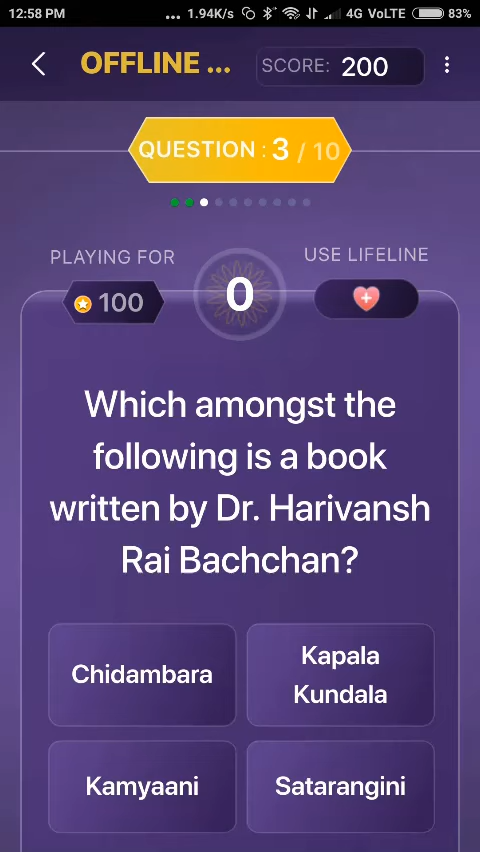 12:58 PM ... 1.94K/s 4G VoLTE 83%
OFFLINE ... SCORE: 200
QUESTION : 3 / 10
PLAYING FOR
USE LIFELINE
100
0
Which amongst the
following is a book
written by Dr. Harivansh
Rai Bachchan?
Chidambara
Kapala
Kundala
Kamyaani
Satarangini